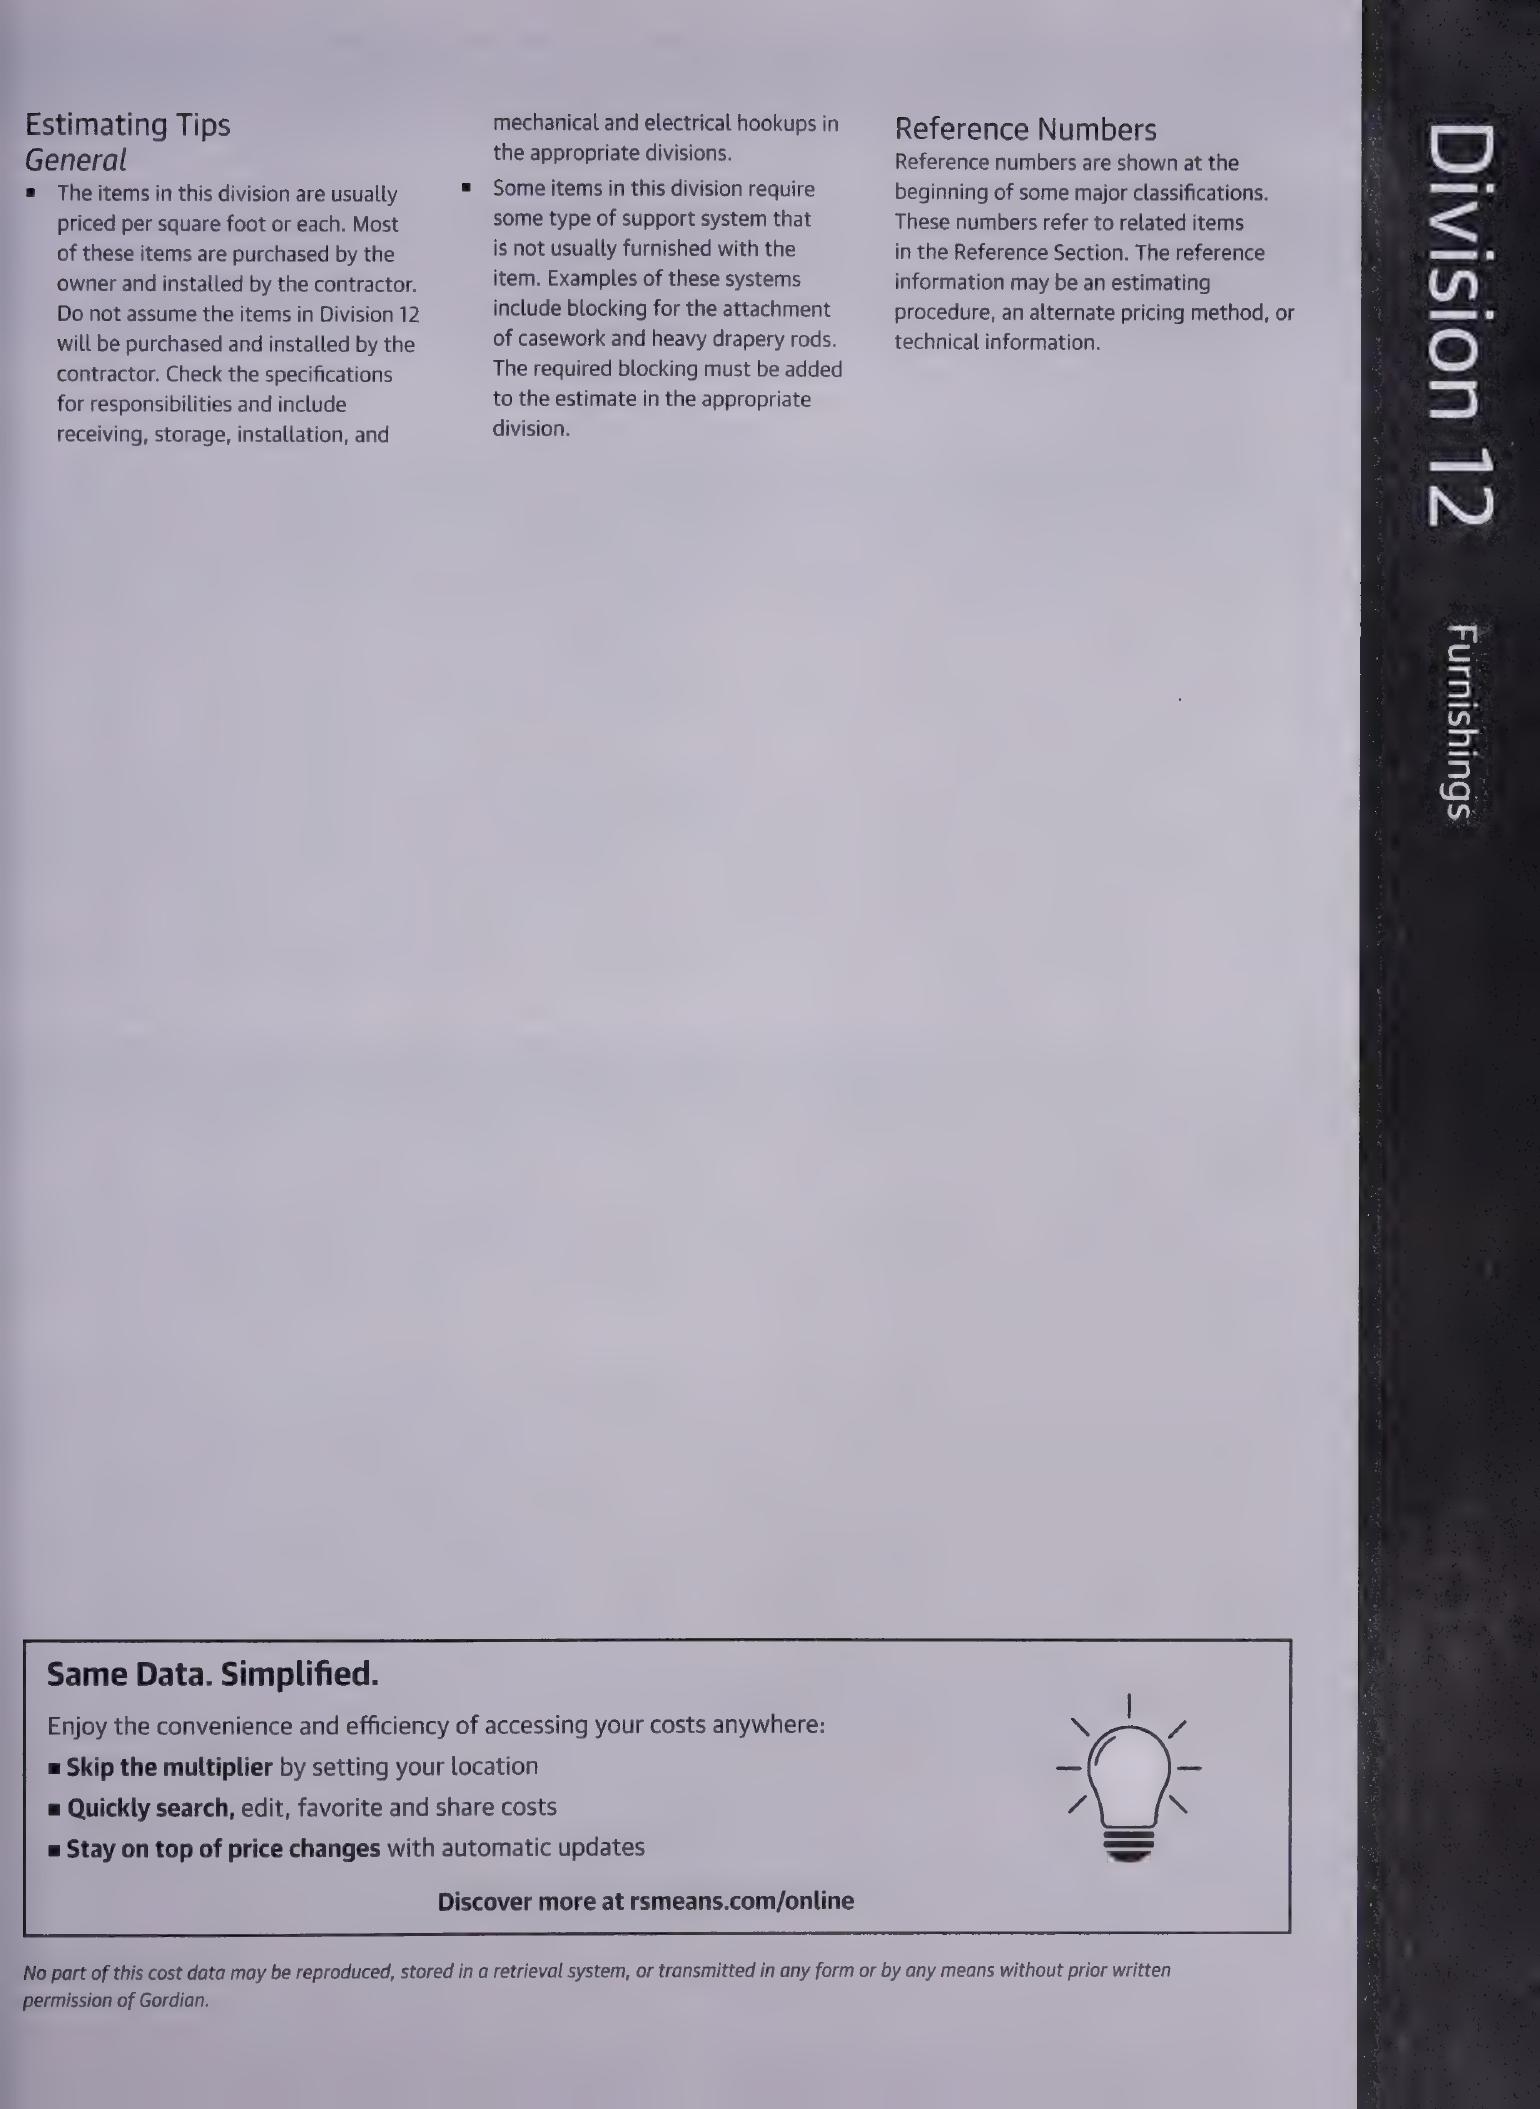 Estimating Tips
General
▪ The items in this division are usually
priced per square foot or each. Most
of these items are purchased by the
owner and installed by the contractor.
Do not assume the items in Division 12
will be purchased and installed by the
contractor. Check the specifications
for responsibilities and include
receiving, storage, installation, and
mechanical and electrical hookups in
the appropriate divisions.
▪ Some items in this division require
some type of support system that
is not usually furnished with the
item. Examples of these systems
include blocking for the attachment
of casework and heavy drapery rods.
The required blocking must be added
to the estimate in the appropriate
division.
Reference Numbers
Reference numbers are shown at the
beginning of some major classifications.
These numbers refer to related items
in the Reference Section. The reference
information may be an estimating
procedure, an alternate pricing method, or
technical information.
Division 12 Furnishings
Same Data. Simplified.
Enjoy the convenience and efficiency of accessing your costs anywhere:
▪ Skip the multiplier by setting your location
▪ Quickly search, edit, favorite and share costs
▪ Stay on top of price changes with automatic updates
Discover more at rsmeans.com/online
No part of this cost data may be reproduced, stored in a retrieval system, or transmitted in any form or by any means without prior written
permission of Gordian.